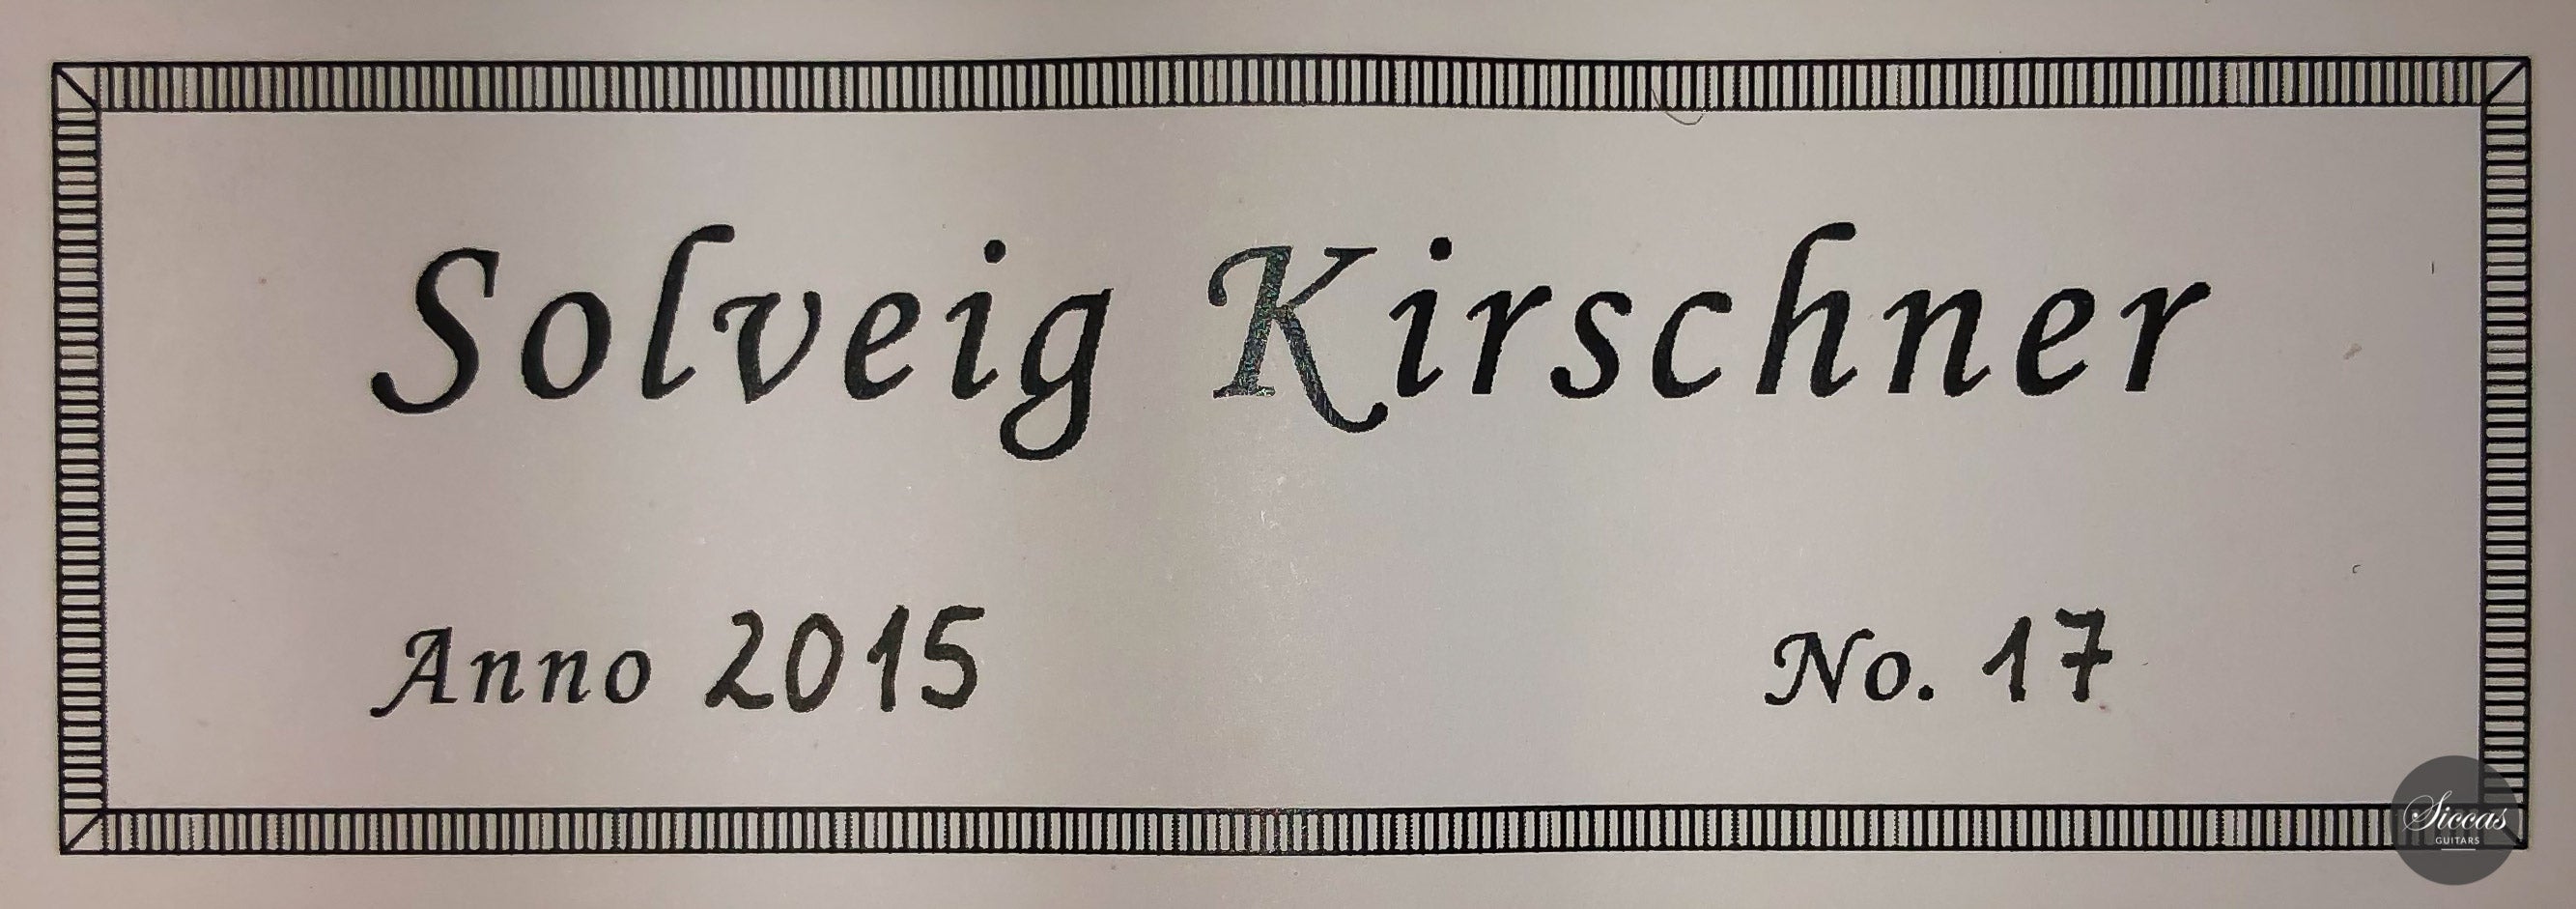 Solveig Kirschner
Anno 2015 No. 17
Siccas
GUITARS